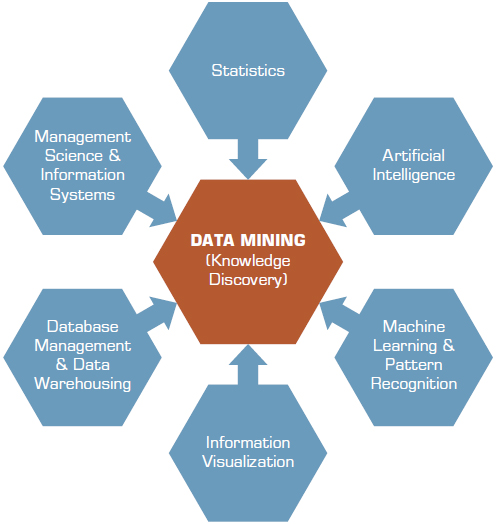 Statistics
Management
Science &
Information
Systems
Artificial
Intelligence
DATA MINING
(Knowledge
Discovery)
Database
Management
& Data
Warehousing
Machine
Learning &
Pattern
Recognition
Information
Visualization